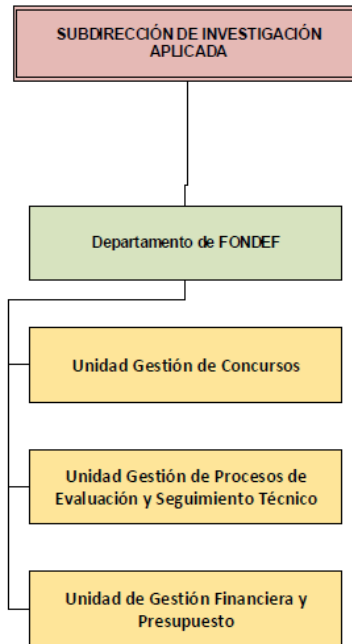 SUBDIRECCIÓN DE INVESTIGACIÓN
APLICADA
Departamento de FONDEF
Unidad Gestión de Concursos
Unidad Gestión de Procesos de
Evaluación y Seguimiento Técnico
Unidad de Gestión Financiera y
Presupuesto